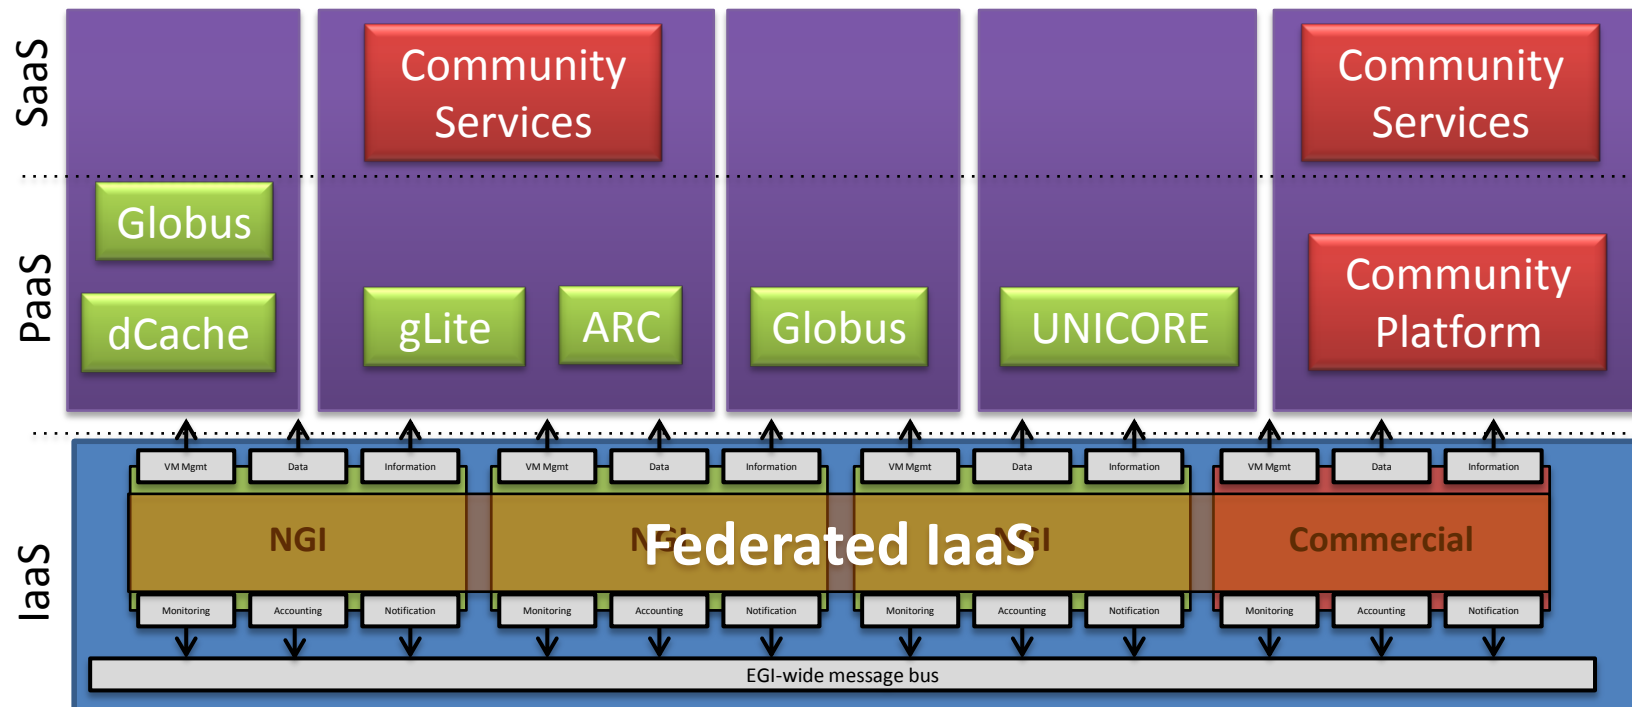 SaaS
Community
Services
Community
Services
PaaS
Globus
dCache
gLite
ARC
Globus
UNICORE
Community
Platform
IaaS
VM Mgmt
Data
Information
VM Mgmt
Data
Information
VM Mgmt
Data
Information
VM Mgmt
Data
Information
NGI
NGI
NGI
Commercial
Federated IaaS
Monitoring
Accounting
Notification
Monitoring
Accounting
Notification
Monitoring
Accounting
Notification
Monitoring
Accounting
Notification
EGI-wide message bus